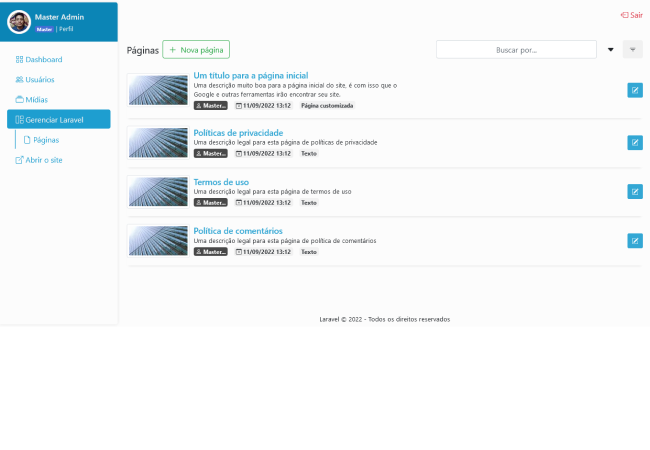 Master Admin
Master | Perfil
Sair
Dashboard
Usuários
Mídias
Gerenciar Laravel
Páginas
Abrir o site
Páginas
+ Nova página
Buscar por...
Um título para a página inicial
Uma descrição muito boa para a página inicial do site, é com isso que o
Google e outras ferramentas irão encontrar seu site.
Master... 11/09/2022 13:12 Página customizada
Políticas de privacidade
Uma descrição legal para esta página de políticas de privacidade
Master... 11/09/2022 13:12 Texto
Termos de uso
Uma descrição legal para esta página de termos de uso
Master... 11/09/2022 13:12 Texto
Política de comentários
Uma descrição legal para esta página de política de comentários
Master... 11/09/2022 13:12 Texto
Laravel © 2022 - Todos os direitos reservados